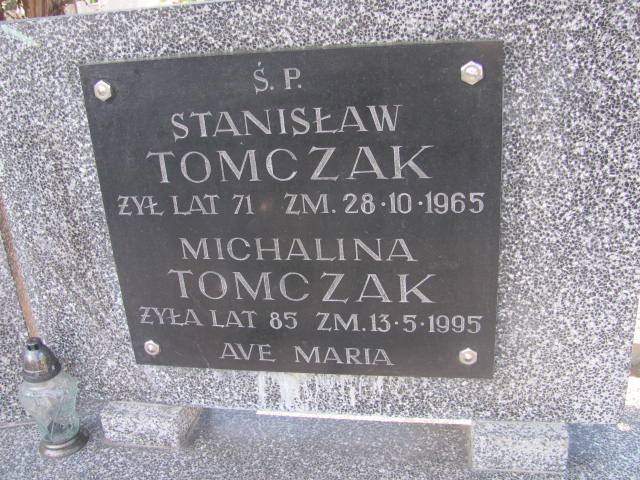 Ś. P.
STANISŁAW
TOMCZAK
ŻYŁ LAT 71 ZM. 28·10·1965
MICHALINA
TOMCZAK
ŻYŁA LAT 85 ZM. 13·5·1995
AVE MARIA